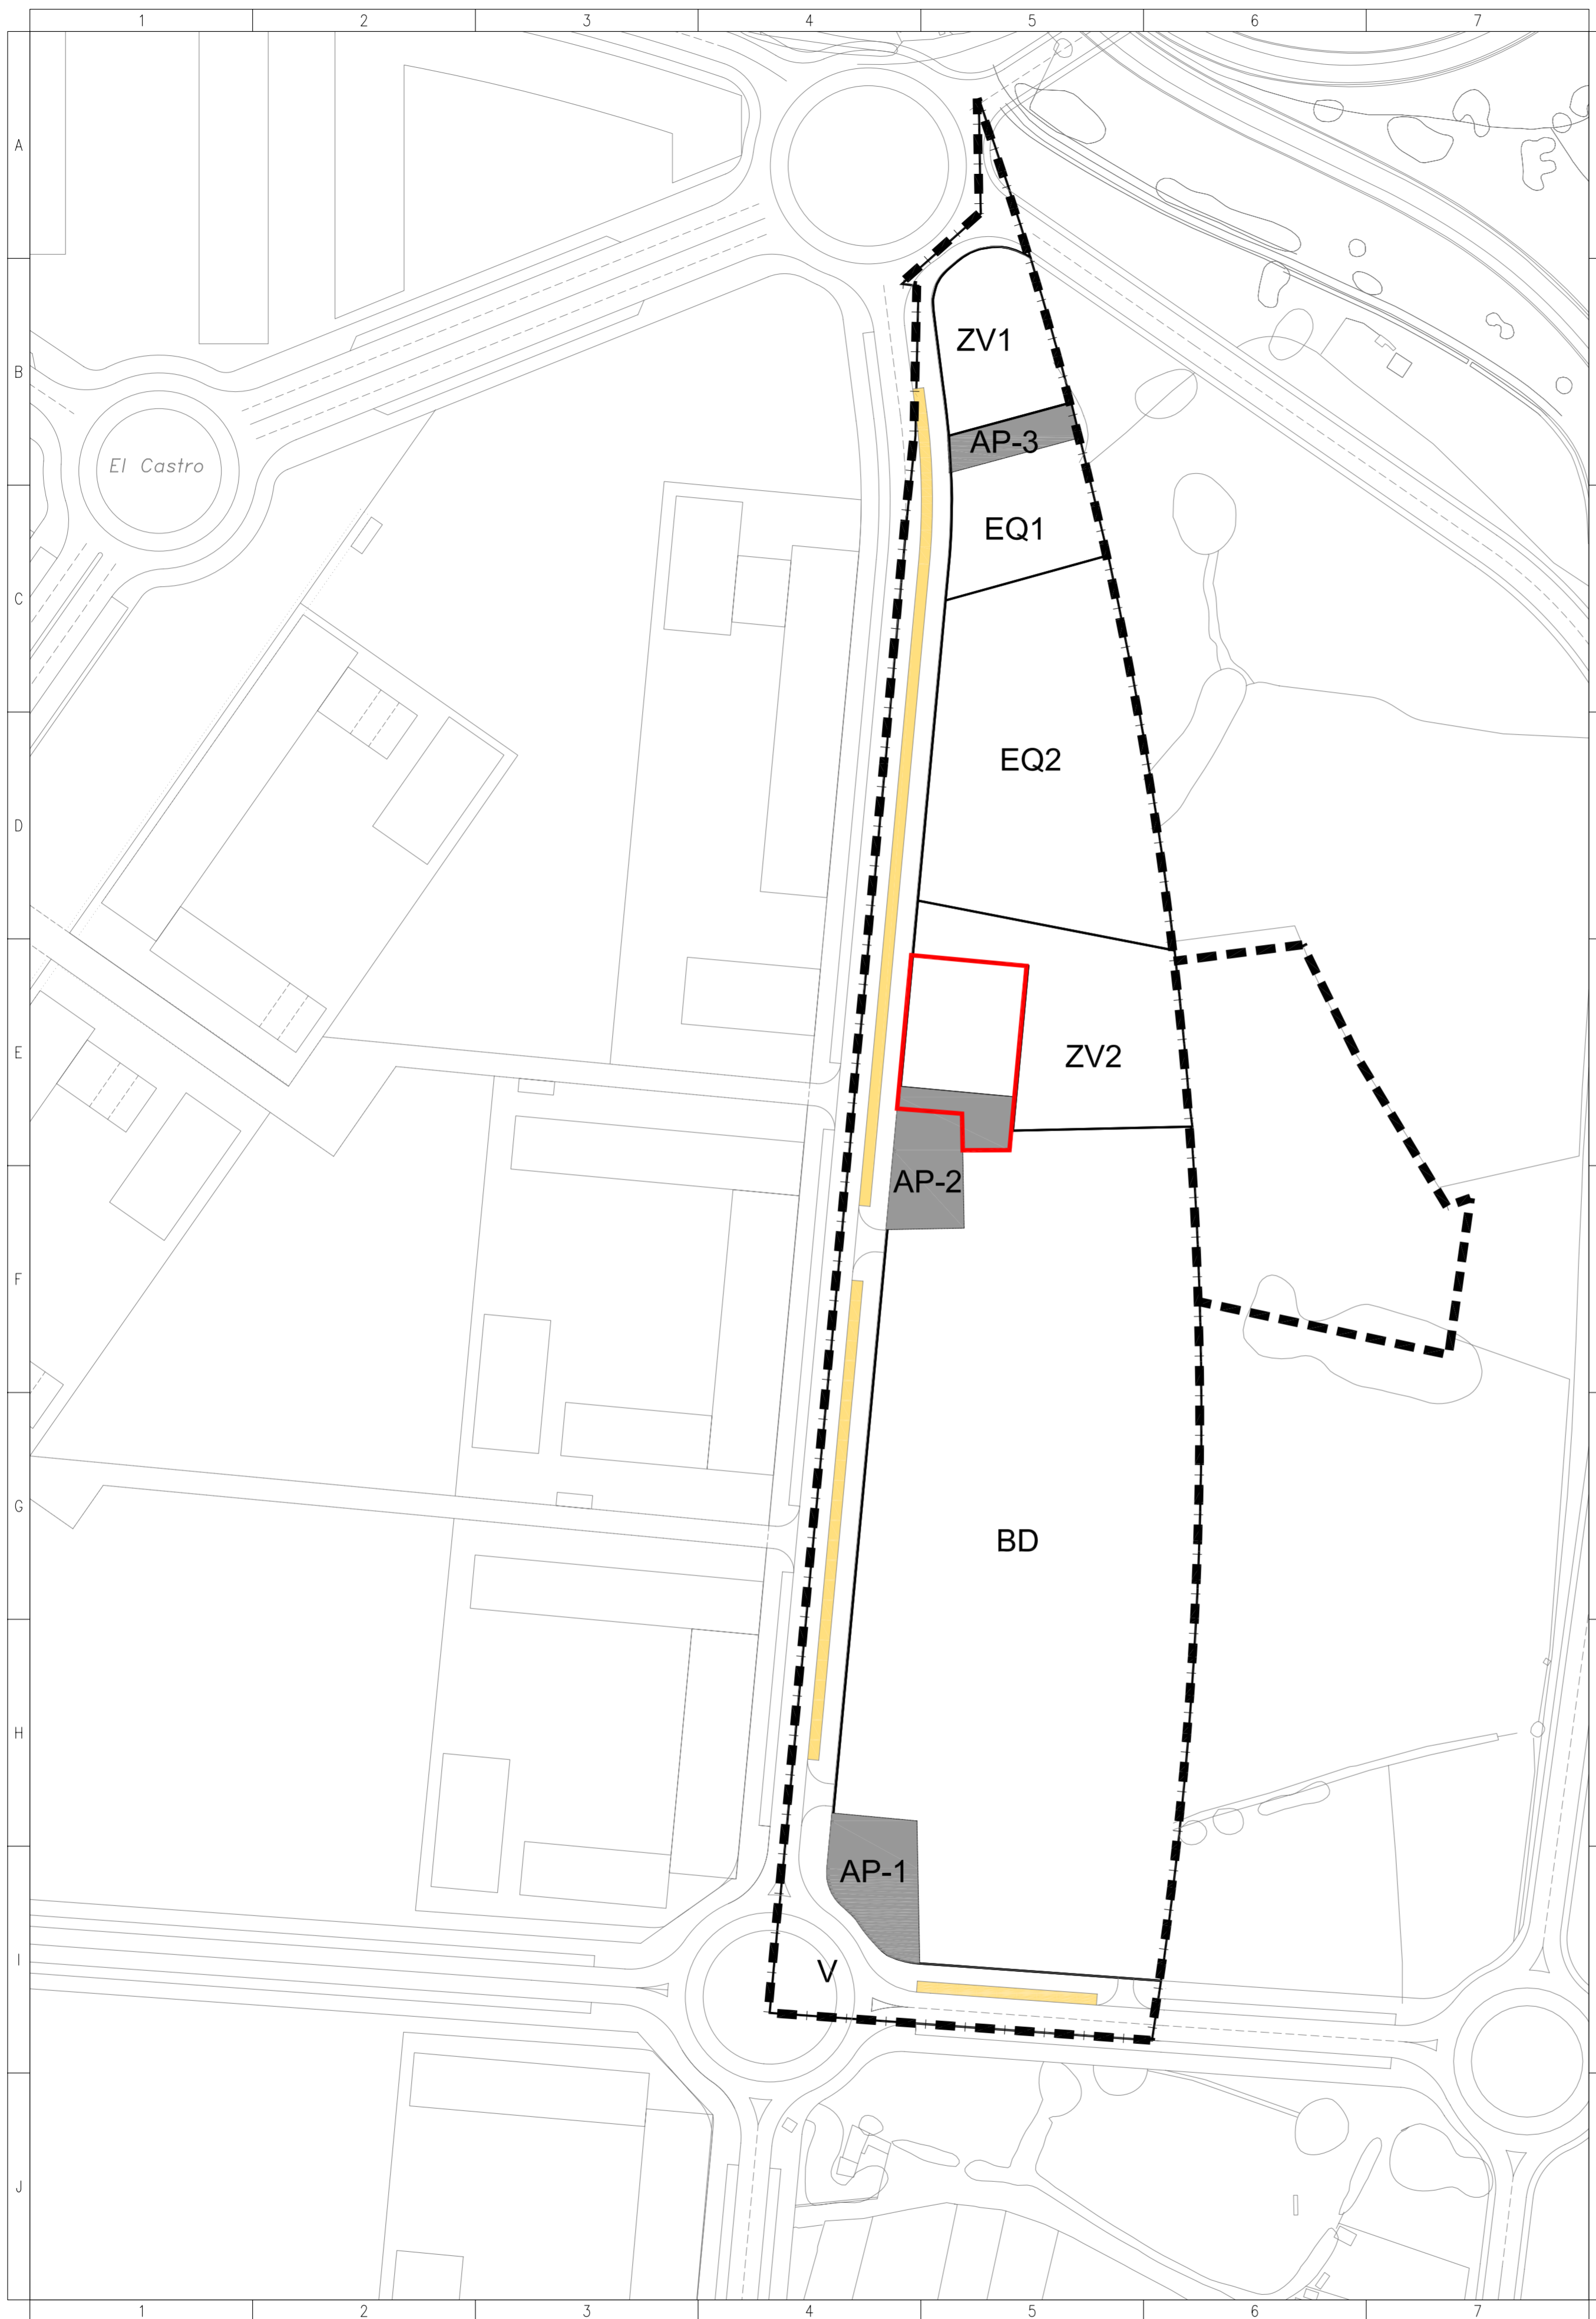 1 2 3 4 5 6 7
A
B
C
D
E
F
G
H
I
J
ZV1
AP-3
El Castro
EQ1
EQ2
ZV2
AP-2
BD
AP-1
V
1 2 3 4 5 6 7